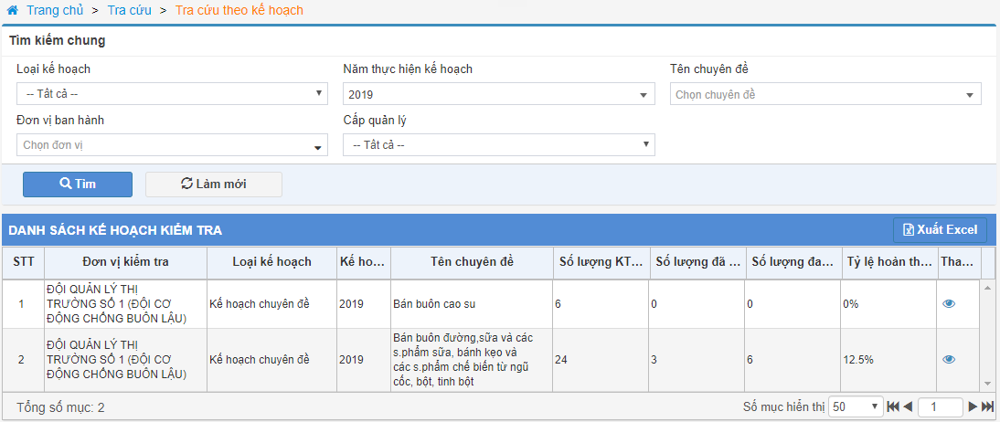 Trang chủ > Tra cứu > Tra cứu theo kế hoạch
Tìm kiếm chung
Loại kế hoạch Năm thực hiện kế hoạch Tên chuyên đề
-- Tất cả -- 2019 Chọn chuyên đề
Đơn vị ban hành Cấp quản lý
Chọn đơn vị -- Tất cả --
Tìm Làm mới
DANH SÁCH KẾ HOẠCH KIỂM TRA Xuất Excel
STT Đơn vị kiểm tra Loại kế hoạch Kế ho... Tên chuyên đề Số lượng KT ... Số lượng đã ... Số lượng đa... Tỷ lệ hoàn th... Tha...
ĐỘI QUẢN LÝ THỊ
1 TRƯỜNG SỐ 1 (ĐỘI CƠ Kế hoạch chuyên đề 2019 Bán buôn cao su 6 0 0 0%
ĐỘNG CHỐNG BUÔN LẬU)
Bán buôn đường,sữa và các
ĐỘI QUẢN LÝ THỊ s.phẩm sữa, bánh kẹo và
2 TRƯỜNG SỐ 1 (ĐỘI CƠ Kế hoạch chuyên đề 2019 các s.phẩm chế biến từ ngũ 24 3 6 12.5%
ĐỘNG CHỐNG BUÔN LẬU) cốc, bột, tinh bột
Tổng số mục: 2 Số mục hiển thị 50 1